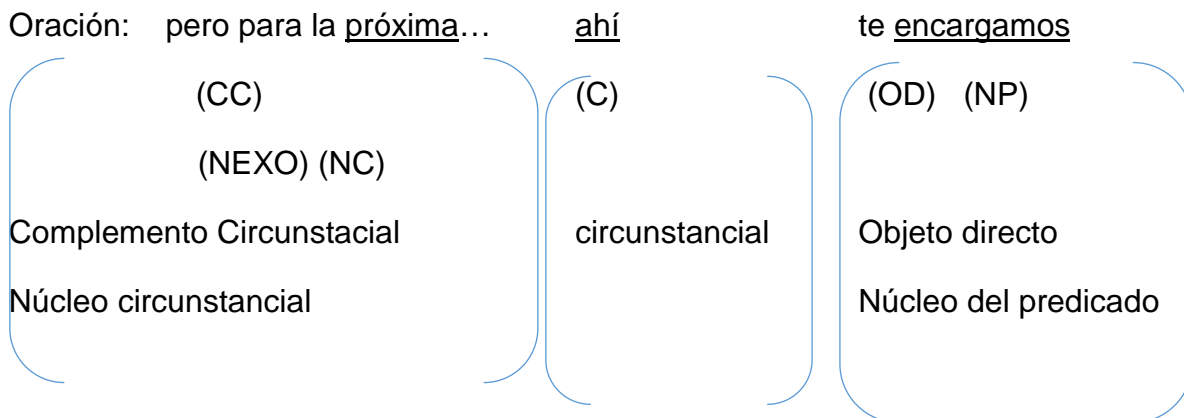 Oración: pero para la próxima… ahí te encargamos
(CC) (C) (OD) (NP)
(NEXO) (NC)
Complemento Circunstacial circunstancial Objeto directo
Núcleo circunstancial Núcleo del predicado